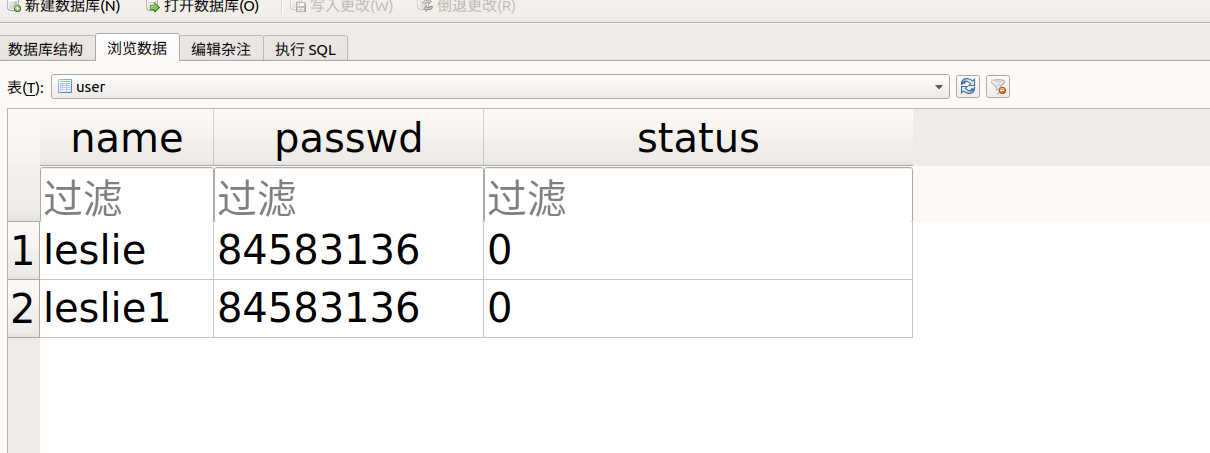 新建数据库(N) 打开数据库(O) 写入更改(W) 倒退更改(R)
数据库结构 浏览数据 编辑杂注 执行 SQL
表(T): user
name passwd status
过滤 过滤 过滤
1 leslie 84583136 0
2 leslie1 84583136 0